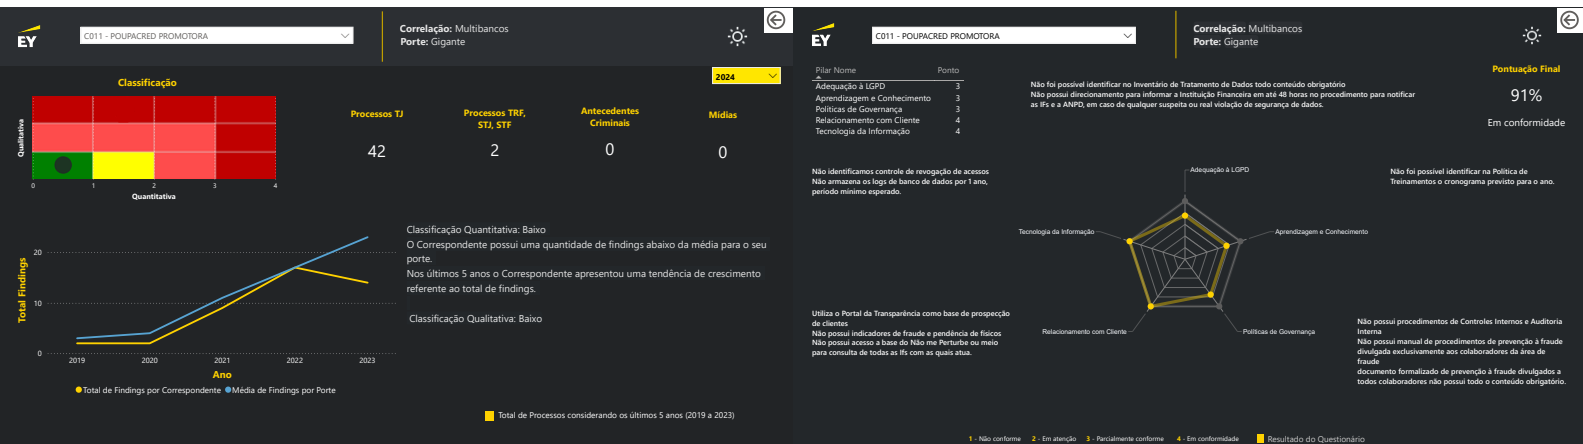 EY
C011 - POUPACRED PROMOTORA
Correlação: Multibancos
Porte: Gigante
2024
Classificação
Qualitativa
0 1 2 3 4
Quantitativa
Processos TJ
42
Processos TRF,
STJ, STF
2
Antecedentes
Criminais
0
Mídias
0
Total Findings
20
10
0
2019 2020 2021 2022 2023
Ano
Total de Findings por Correspondente Média de Findings por Porte
Classificação Quantitativa: Baixo
O Correspondente possui uma quantidade de findings abaixo da média para o seu
porte.
Nos últimos 5 anos o Correspondente apresentou uma tendência de crescimento
referente ao total de findings.
Classificação Qualitativa: Baixo
Total de Processos considerando os últimos 5 anos (2019 a 2023)
EY
C011 - POUPACRED PROMOTORA
Correlação: Multibancos
Porte: Gigante
Pilar Nome Ponto
Adequação à LGPD 3
Aprendizagem e Conhecimento 3
Políticas de Governança 3
Relacionamento com Cliente 4
Tecnologia da Informação 4
Não foi possível identificar no Inventário de Tratamento de Dados todo conteúdo obrigatório
Não possui direcionamento para informar a Instituição Financeira em até 48 horas no procedimento para notificar
as IFs e a ANPD, em caso de qualquer suspeita ou real violação de segurança de dados.
Pontuação Final
91%
Em conformidade
Não identificamos controle de revogação de acessos
Não armazena os logs de banco de dados por 1 ano,
período mínimo esperado.
Não foi possível identificar na Política de
Treinamentos o cronograma previsto para o ano.
Adequação à LGPD
Tecnologia da Informação
Aprendizagem e Conhecimento
Relacionamento com Cliente
Políticas de Governança
Utiliza o Portal da Transparência como base de prospecção
de clientes
Não possui indicadores de fraude e pendência de físicos
Não possui acesso a base do Não me Perturbe ou meio
para consulta de todas as Ifs com as quais atua.
Não possui procedimentos de Controles Internos e Auditoria
Interna
Não possui manual de procedimentos de prevenção à fraude
divulgada exclusivamente aos colaboradores da área de
fraude
documento formalizado de prevenção à fraude divulgados a
todos colaboradores não possui todo o conteúdo obrigatório.
1 - Não conforme 2 - Em atenção 3 - Parcialmente conforme 4 - Em conformidade Resultado do Questionário